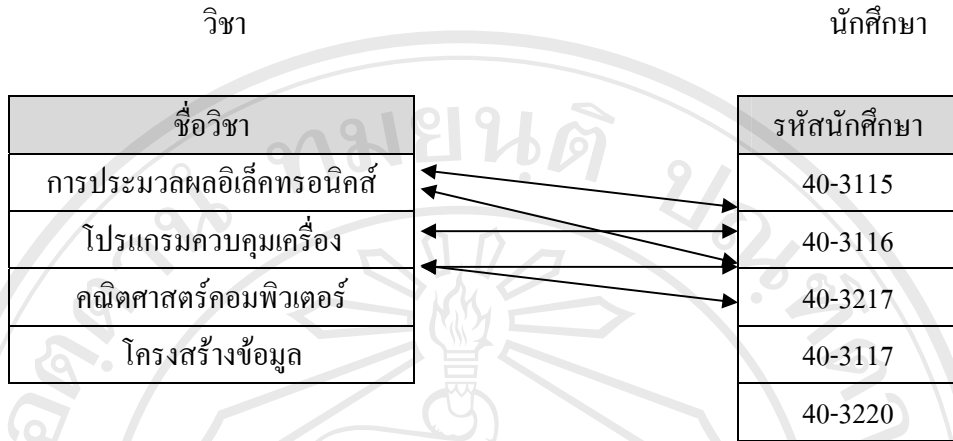 วิชา นักศึกษา
ชื่อวิชา รหัสนักศึกษา
การประมวลผลอิเล็คทรอนิคส์ 40-3115
โปรแกรมควบคุมเครื่อง 40-3116
คณิตศาสตร์คอมพิวเตอร์ 40-3217
โครงสร้างข้อมูล 40-3117
40-3220